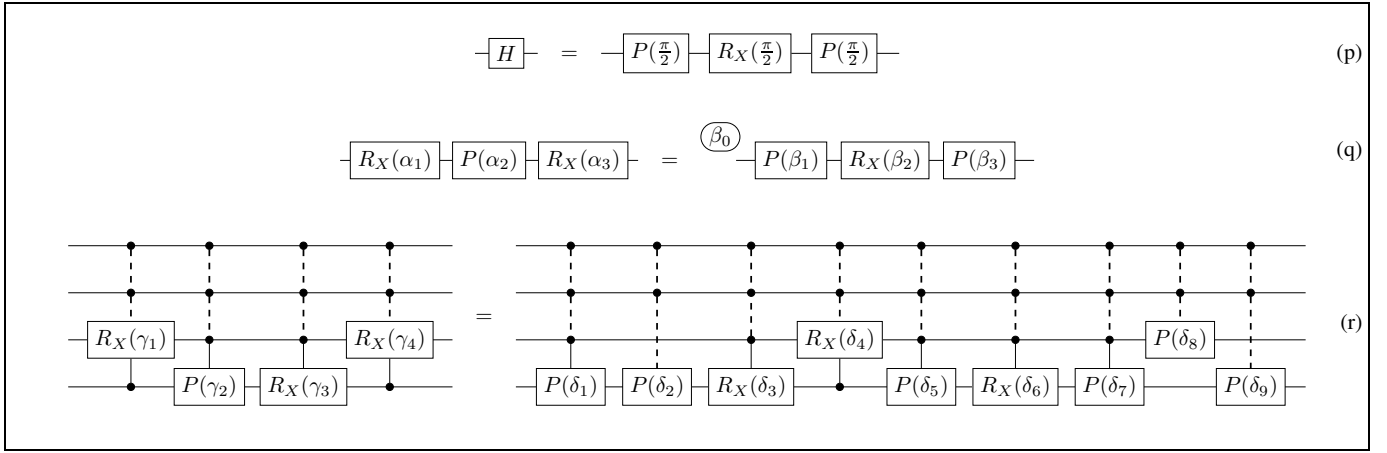 H = P(π/2) R_X(π/2) P(π/2) (p)
R_X(α₁) P(α₂) R_X(α₃) = β₀ P(β₁) R_X(β₂) P(β₃) (q)
R_X(γ₁) R_X(γ₄) = R_X(δ₄) P(δ₈) (r)
P(γ₂) R_X(γ₃) P(δ₁) P(δ₂) R_X(δ₃) P(δ₅) R_X(δ₆) P(δ₇) P(δ₉)